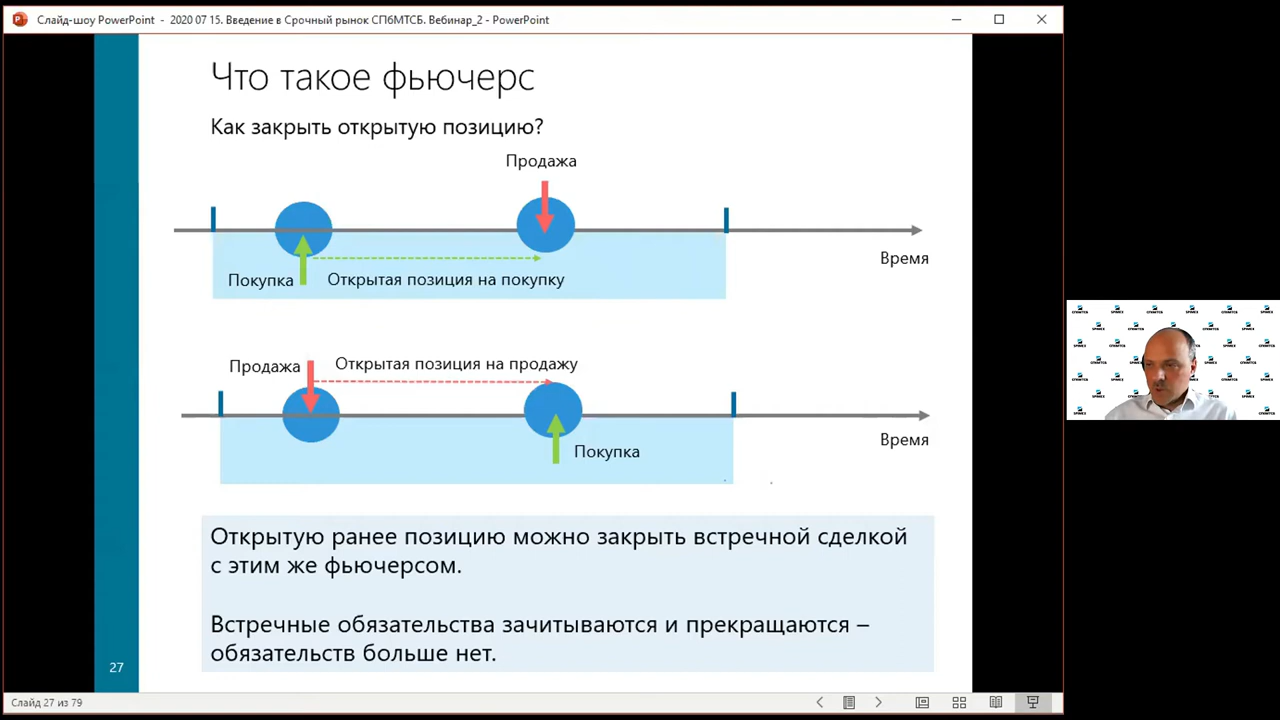 Слайд-шоу PowerPoint - 2020 07 15. Введение в Срочный рынок СПбМТСБ. Вебинар_2 - PowerPoint
Что такое фьючерс
Как закрыть открытую позицию?
Продажа
Время
Покупка
Открытая позиция на покупку
Продажа
Открытая позиция на продажу
Время
Покупка
Открытую ранее позицию можно закрыть встречной сделкой
с этим же фьючерсом.
Встречные обязательства зачитываются и прекращаются –
обязательств больше нет.
27
Слайд 27 из 79